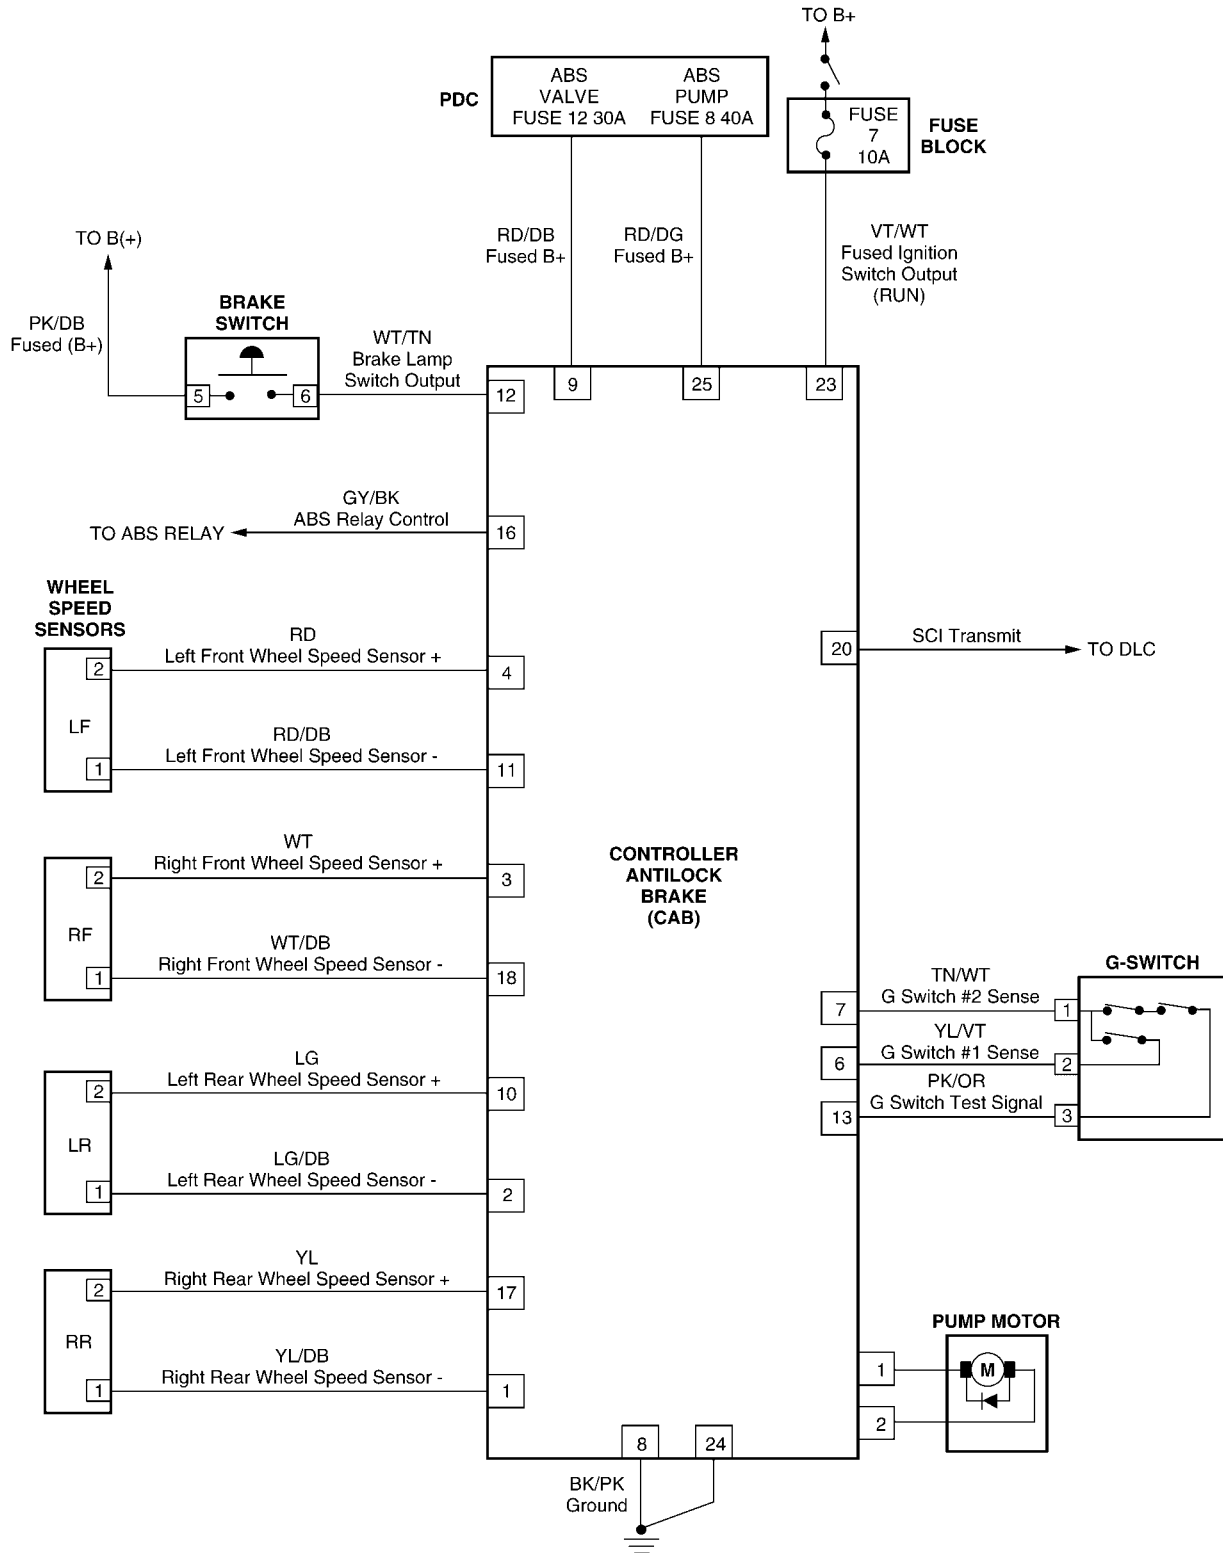 TO B+
PDC
ABS
VALVE
FUSE 12 30A
ABS
PUMP
FUSE 8 40A
FUSE
7
10A
FUSE
BLOCK
TO B(+)
PK/DB
Fused (B+)
BRAKE
SWITCH
5
6
WT/TN
Brake Lamp
Switch Output
RD/DB
Fused B+
RD/DG
Fused B+
VT/WT
Fused Ignition
Switch Output
(RUN)
12
9
25
23
GY/BK
ABS Relay Control
TO ABS RELAY
16
WHEEL
SPEED
SENSORS
LF
2
RD
Left Front Wheel Speed Sensor +
4
1
RD/DB
Left Front Wheel Speed Sensor -
11
20
SCI Transmit
TO DLC
RF
2
WT
Right Front Wheel Speed Sensor +
3
1
WT/DB
Right Front Wheel Speed Sensor -
18
CONTROLLER
ANTILOCK
BRAKE
(CAB)
G-SWITCH
7
TN/WT
G Switch #2 Sense
1
6
YL/VT
G Switch #1 Sense
2
13
PK/OR
G Switch Test Signal
3
LR
2
LG
Left Rear Wheel Speed Sensor +
10
1
LG/DB
Left Rear Wheel Speed Sensor -
2
RR
2
YL
Right Rear Wheel Speed Sensor +
17
1
YL/DB
Right Rear Wheel Speed Sensor -
1
PUMP MOTOR
1
M
2
8
24
BK/PK
Ground